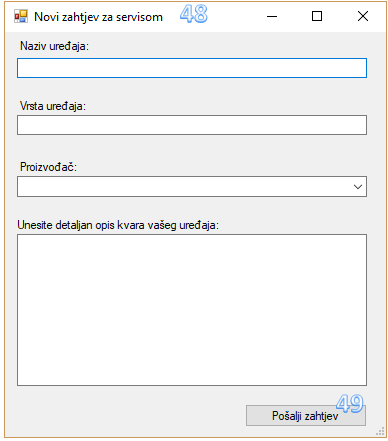 Novi zahtjev za servisom 48
Naziv uređaja:
Vrsta uređaja:
Proizvođač:
Unesite detaljan opis kvara vašeg uređaja:
49
Pošalji zahtjev